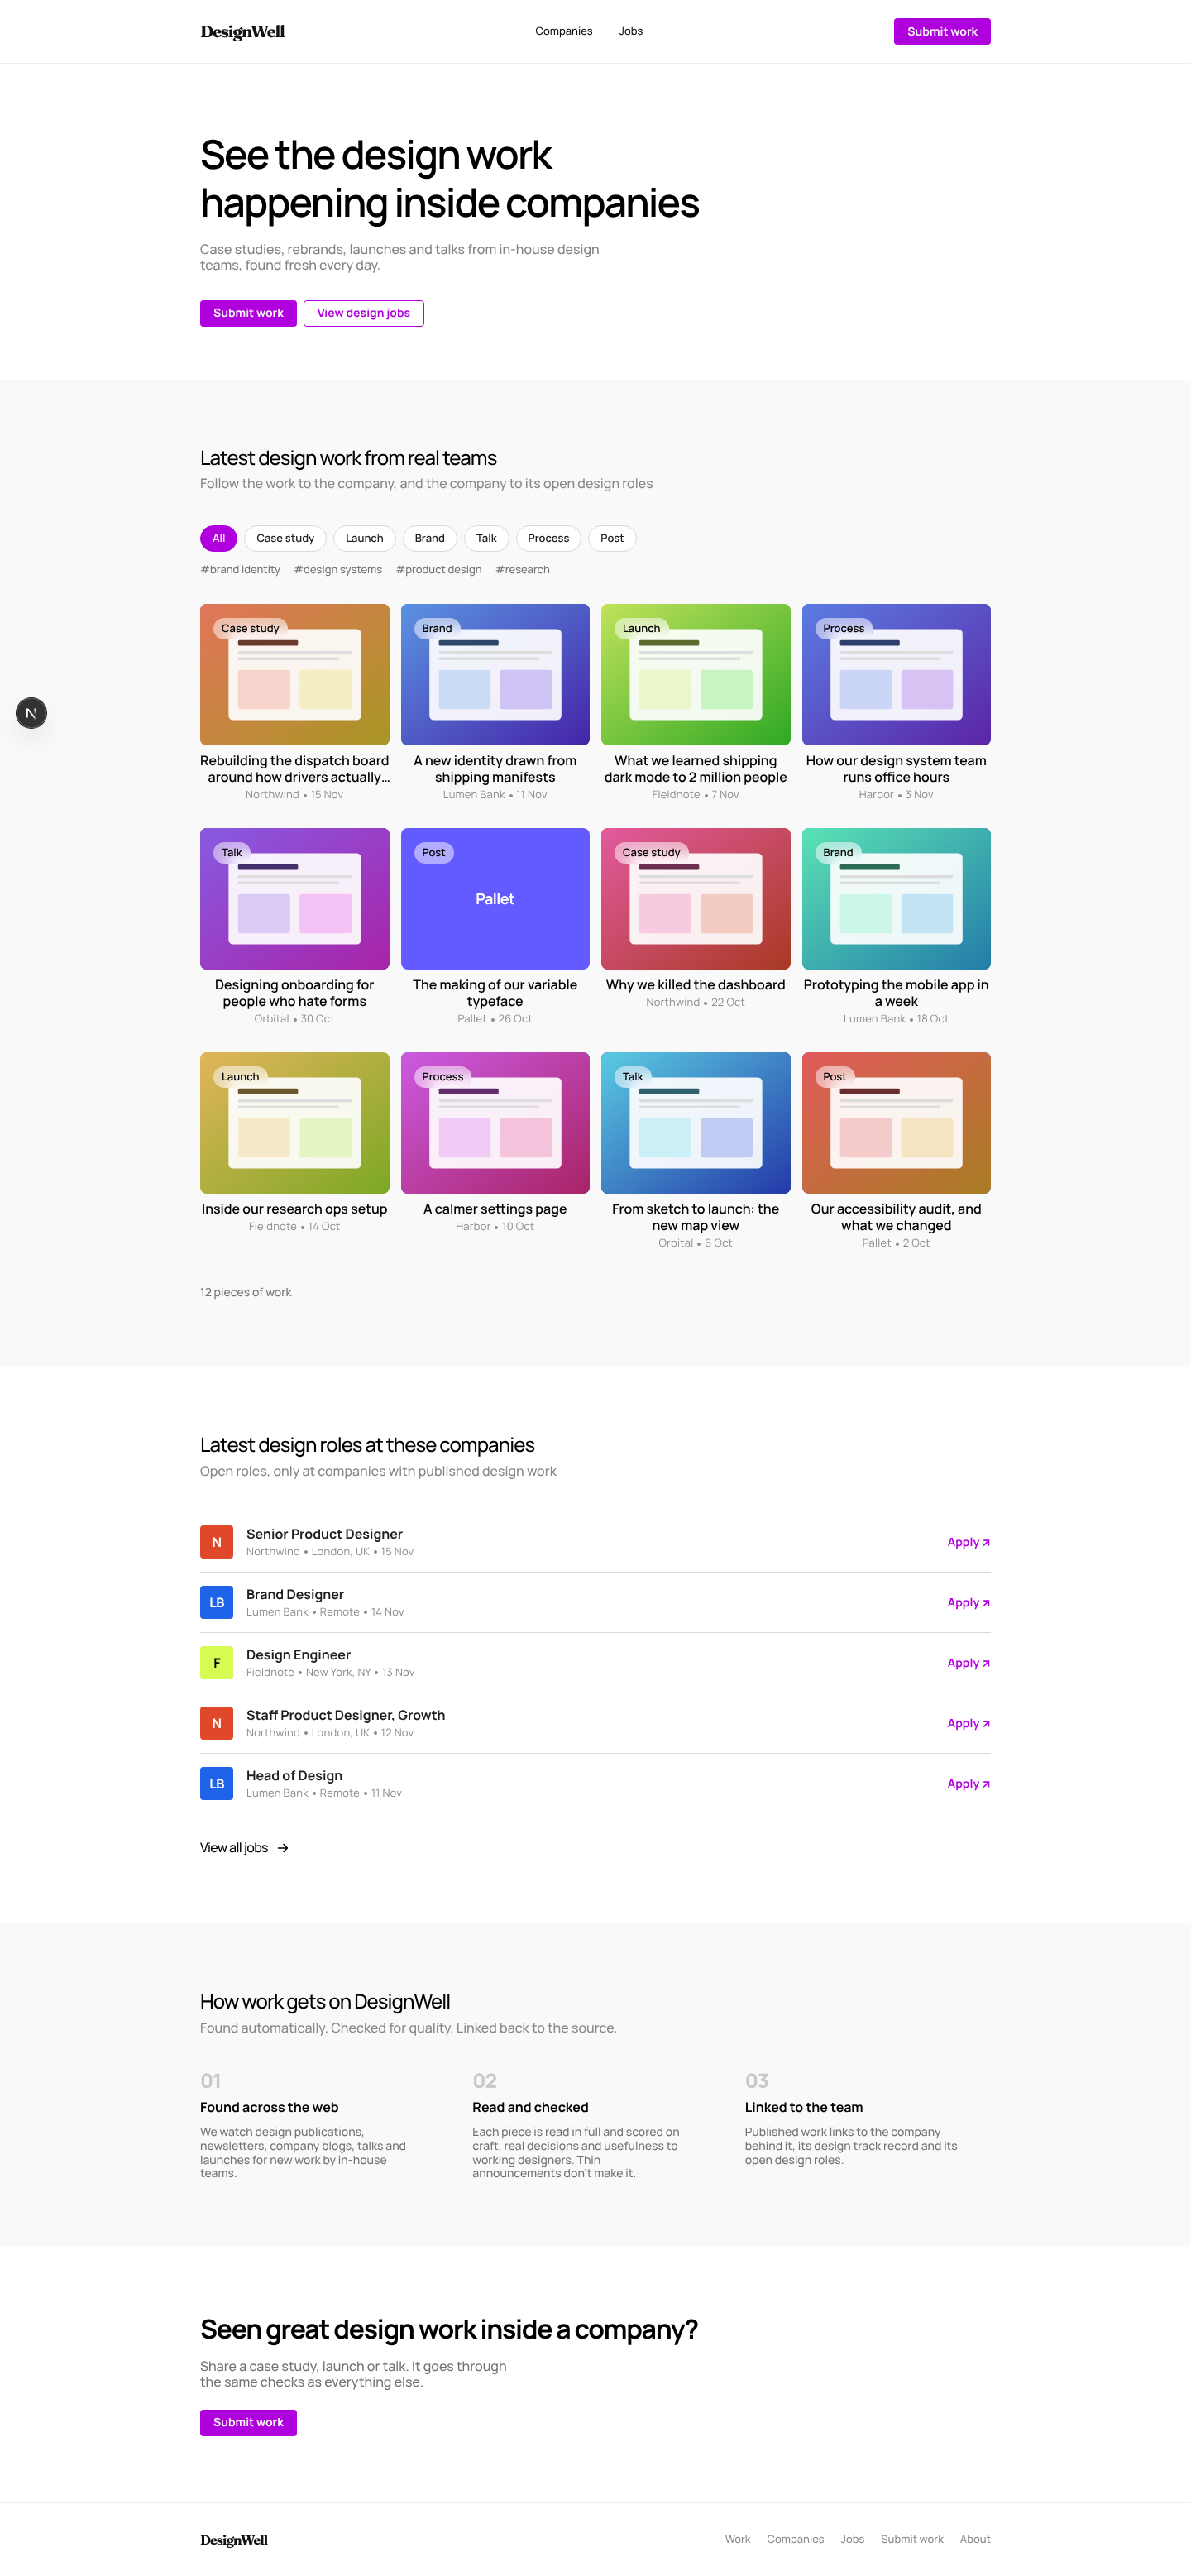 DesignWell
Companies
Jobs
Submit work
See the design work
happening inside companies
Case studies, rebrands, launches and talks from in-house design
teams, found fresh every day.
Submit work
View design jobs
Latest design work from real teams
Follow the work to the company, and the company to its open design roles
All
Case study
Launch
Brand
Talk
Process
Post
#brand identity
#design systems
#product design
#research
Case study
Rebuilding the dispatch board
around how drivers actually...
Northwind • 15 Nov
Brand
A new identity drawn from
shipping manifests
Lumen Bank • 11 Nov
Launch
What we learned shipping
dark mode to 2 million people
Fieldnote • 7 Nov
Process
How our design system team
runs office hours
Harbor • 3 Nov
N
Talk
Designing onboarding for
people who hate forms
Orbital • 30 Oct
Post
Pallet
The making of our variable
typeface
Pallet • 26 Oct
Case study
Why we killed the dashboard
Northwind • 22 Oct
Brand
Prototyping the mobile app in
a week
Lumen Bank • 18 Oct
Launch
Inside our research ops setup
Fieldnote • 14 Oct
Process
A calmer settings page
Harbor • 10 Oct
Talk
From sketch to launch: the
new map view
Orbital • 6 Oct
Post
Our accessibility audit, and
what we changed
Pallet • 2 Oct
12 pieces of work
Latest design roles at these companies
Open roles, only at companies with published design work
N
Senior Product Designer
Northwind • London, UK • 15 Nov
Apply ↗
LB
Brand Designer
Lumen Bank • Remote • 14 Nov
Apply ↗
F
Design Engineer
Fieldnote • New York, NY • 13 Nov
Apply ↗
N
Staff Product Designer, Growth
Northwind • London, UK • 12 Nov
Apply ↗
LB
Head of Design
Lumen Bank • Remote • 11 Nov
Apply ↗
View all jobs →
How work gets on DesignWell
Found automatically. Checked for quality. Linked back to the source.
01
Found across the web
We watch design publications,
newsletters, company blogs, talks and
launches for new work by in-house
teams.
02
Read and checked
Each piece is read in full and scored on
craft, real decisions and usefulness to
working designers. Thin
announcements don't make it.
03
Linked to the team
Published work links to the company
behind it, its design track record and its
open design roles.
Seen great design work inside a company?
Share a case study, launch or talk. It goes through
the same checks as everything else.
Submit work
DesignWell
Work
Companies
Jobs
Submit work
About